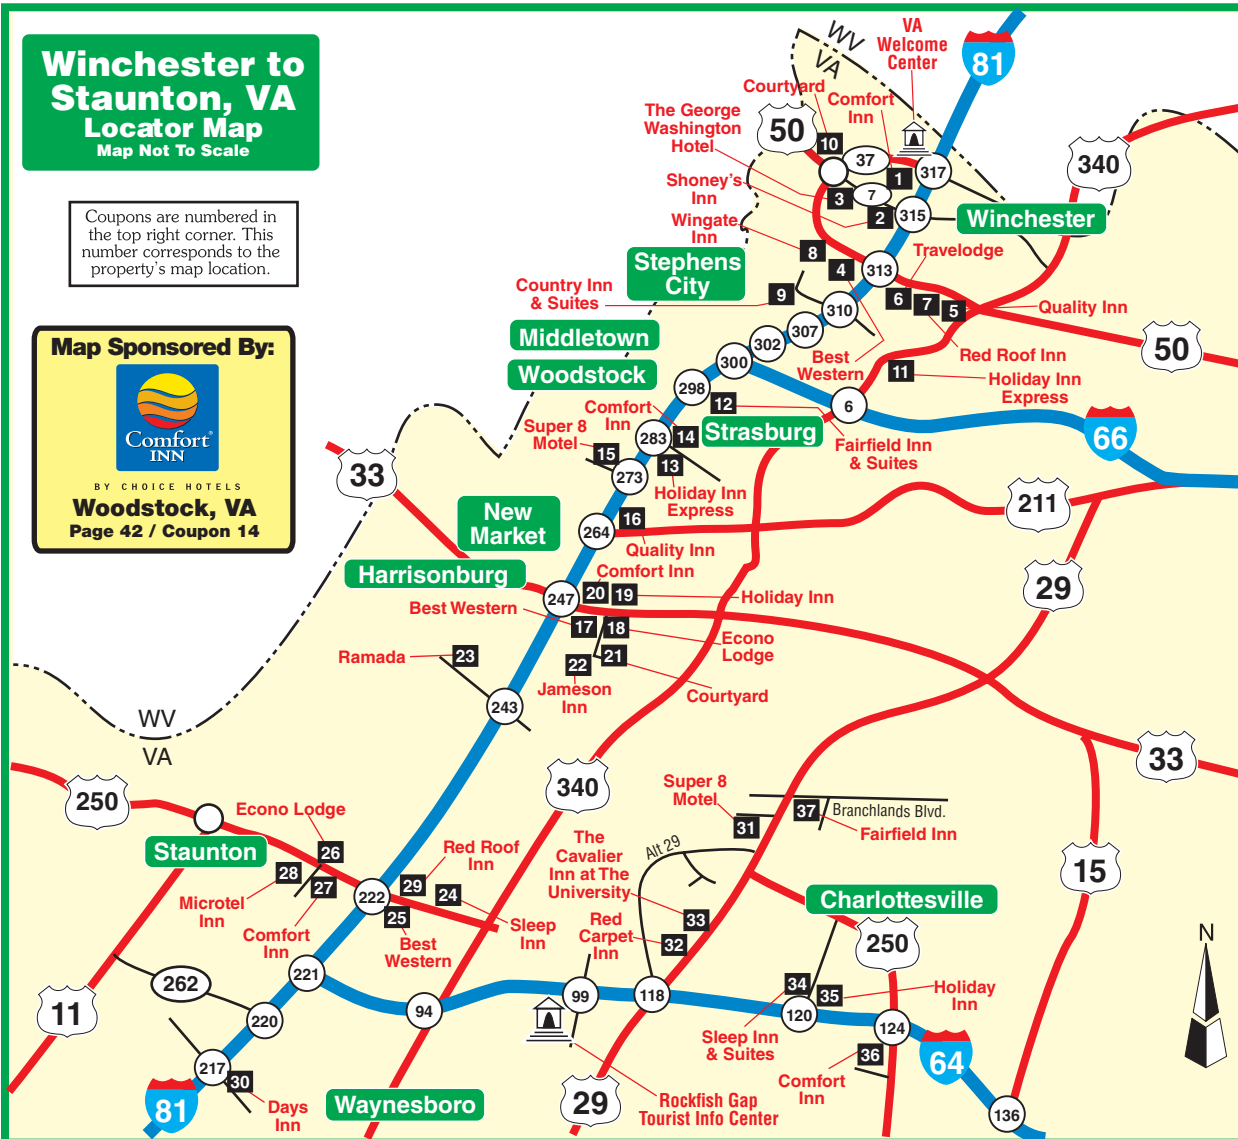 Winchester to
Staunton, VA
Locator Map
Map Not To Scale
Coupons are numbered in
the top right corner. This
number corresponds to the
property's map location.
Map Sponsored By:
Comfort®
INN
BY CHOICE HOTELS
Woodstock, VA
Page 42 / Coupon 14
WV
VA
VA
Welcome
Center
81
Courtyard
Comfort
Inn
The George
Washington
Hotel
50
10
37
1
317
340
Shoney's
Inn
3
7
2
315
Winchester
Wingate
Inn
8
4
313
Travelodge
Stephens
City
Country Inn
& Suites
9
310
6
7
5
Quality Inn
Middletown
302
307
Best
Western
Red Roof Inn
50
Woodstock
300
298
12
11
Holiday Inn
Express
6
Comfort
Inn
Super 8
Motel
283
14
Strasburg
Fairfield Inn
& Suites
66
15
13
273
Holiday Inn
Express
33
New
Market
264
16
Quality Inn
211
Harrisonburg
Comfort Inn
247
20
19
Holiday Inn
29
Best Western
17
18
Econo
Lodge
Ramada
23
22
21
Jameson
Inn
Courtyard
243
WV
VA
33
250
340
Super 8
Motel
31
37
Branchlands Blvd.
Fairfield Inn
Econo Lodge
Staunton
26
28
27
Microtel
Inn
Comfort
Inn
Red Roof
Inn
222
29
24
25
Best
Western
Sleep
Inn
The
Cavalier
Inn at The
University
Alt 29
33
Red
Carpet
Inn
32
15
Charlottesville
250
221
262
220
11
94
99
118
34
35
120
Holiday
Inn
Sleep Inn
& Suites
124
36
Comfort
Inn
64
217
30
Days
Inn
81
Waynesboro
29
Rockfish Gap
Tourist Info Center
136
N